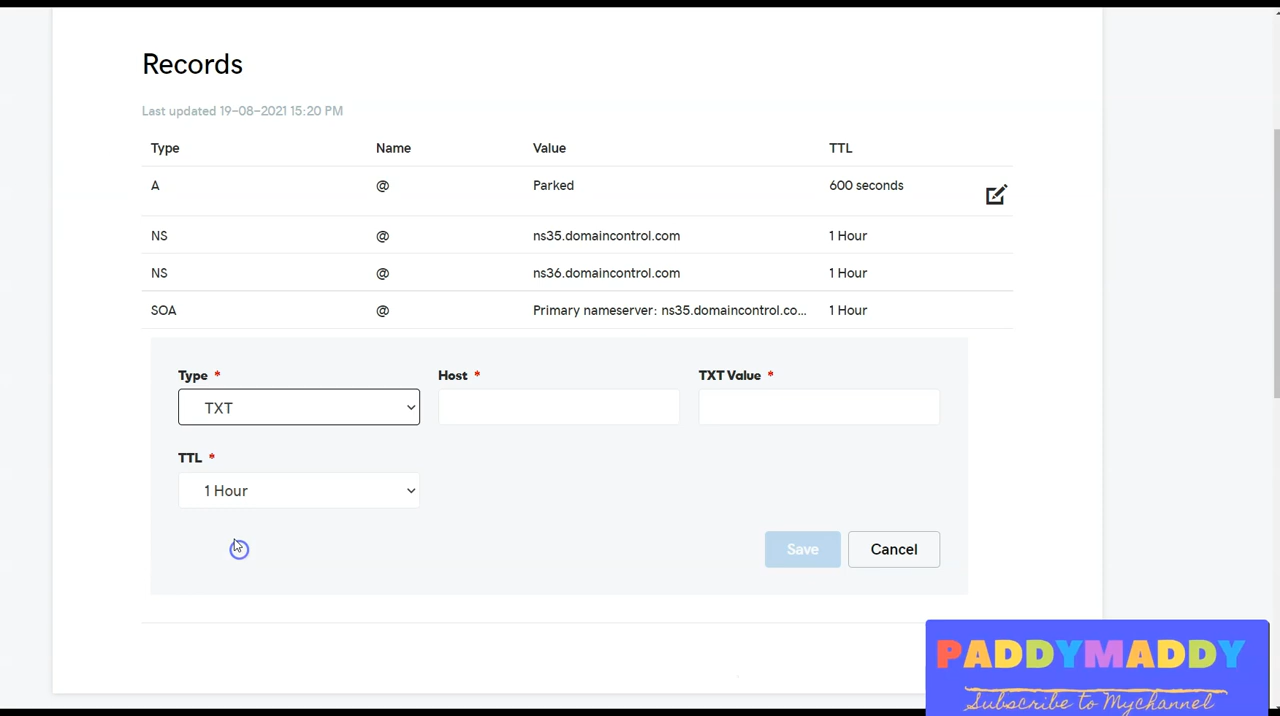 Records
Last updated 19-08-2021 15:20 PM
Type Name Value TTL
A @ Parked 600 seconds
NS @ ns35.domaincontrol.com 1 Hour
NS @ ns36.domaincontrol.com 1 Hour
SOA @ Primary nameserver: ns35.domaincontrol.co... 1 Hour
Type * Host * TXT Value *
TXT
TTL *
1 Hour
Save Cancel
PADDYMADDY
Subscribe to Mychannel